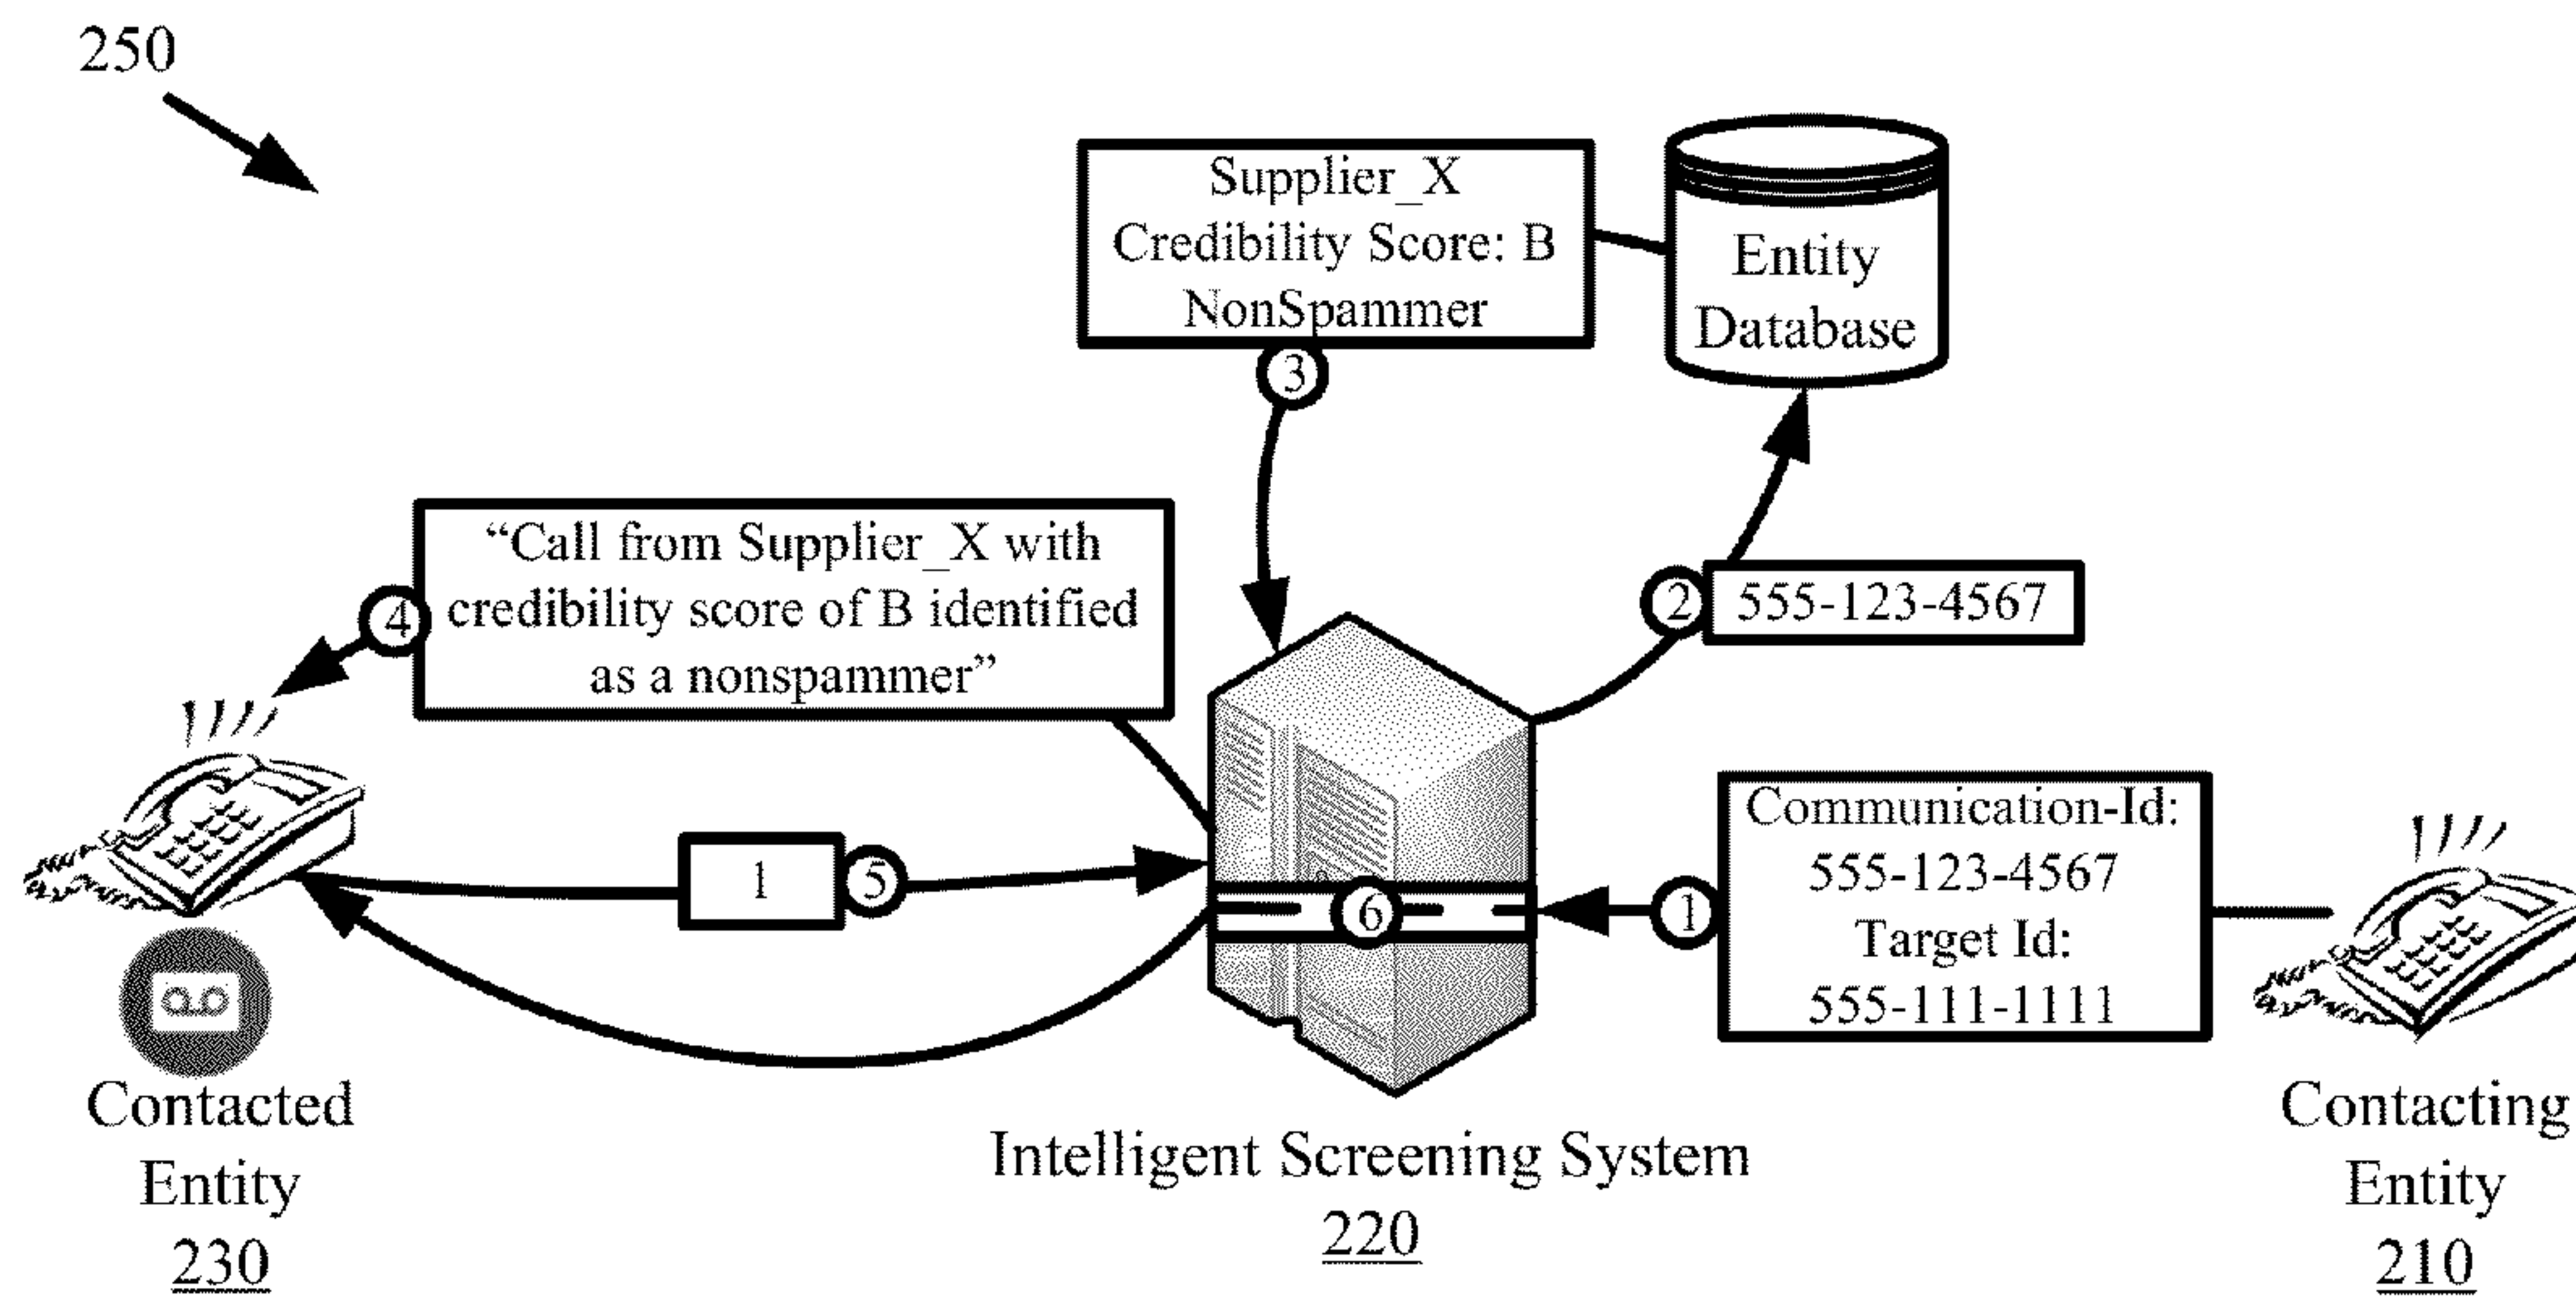 250
Supplier_X
Credibility Score: B
NonSpammer
Entity
Database
3
“Call from Supplier_X with
credibility score of B identified
as a nonspammer”
4
2
555-123-4567
Communication-Id:
555-123-4567
Target Id:
555-111-1111
1
5
6
1
Contacted
Entity
230
Intelligent Screening System
220
Contacting
Entity
210